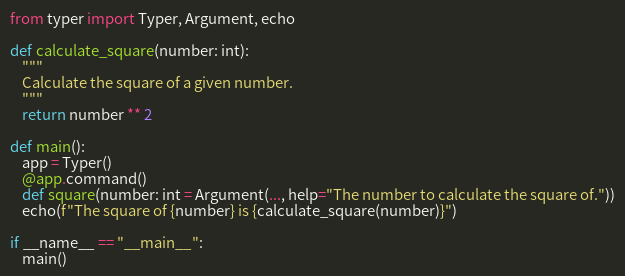 from typer import Typer, Argument, echo
def calculate_square(number: int):
"""
Calculate the square of a given number.
"""
return number ** 2
def main():
app = Typer()
@app.command()
def square(number: int = Argument(..., help="The number to calculate the square of."))
echo(f"The square of {number} is {calculate_square(number)}")
if __name__ == "__main__":
main()